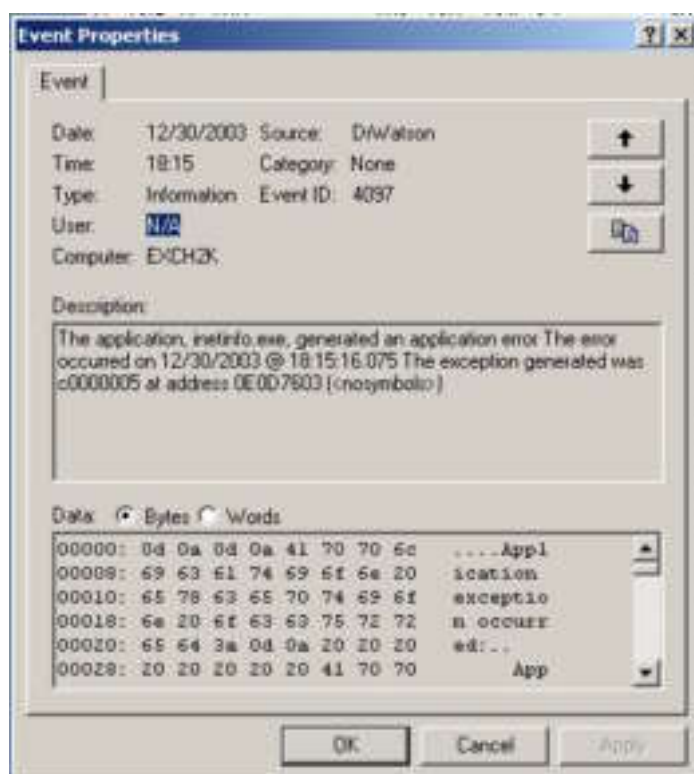 Event Properties
Event
Date: 12/30/2003 Source: DrWatson
Time: 18:15 Category: None
Type: Information Event ID: 4097
User: N/A
Computer: EXCH2K
Description:
The application, inetinfo.exe, generated an application error The error
occurred on 12/30/2003 @ 18:15:16.075 The exception generated was
c0000005 at address 0E0D7603 (<nosymbols>)
Data: Bytes Words
00000: 0d 0a 0d 0a 41 70 70 6c ....Appl
00008: 69 63 61 74 69 6f 6e 20 ication
00010: 65 78 63 65 70 74 69 6f exceptio
00018: 6e 20 6f 63 63 75 72 72 n occurr
00020: 65 64 3a 0d 0a 20 20 20 ed:..
00028: 20 20 20 20 20 41 70 70 App
OK Cancel Apply